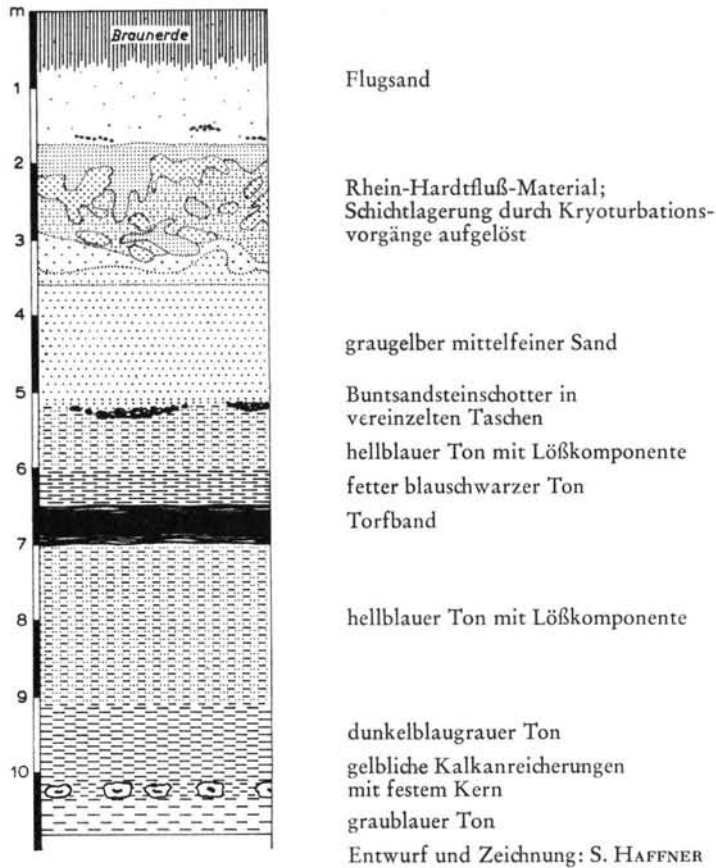 m
Braunerde
1
Flugsand
2
Rhein-Hardtfluß-Material;
Schichtlagerung durch Kryoturbations-
vorgänge aufgelöst
3
4
graugelber mittelfeiner Sand
5
Buntsandsteinschotter in
vereinzelten Taschen
hellblauer Ton mit Lößkomponente
6
fetter blauschwarzer Ton
Torfband
7
8
hellblauer Ton mit Lößkomponente
9
dunkelblaugrauer Ton
10
gelbliche Kalkanreicherungen
mit festem Kern
graublauer Ton
Entwurf und Zeichnung: S. HAFFNER